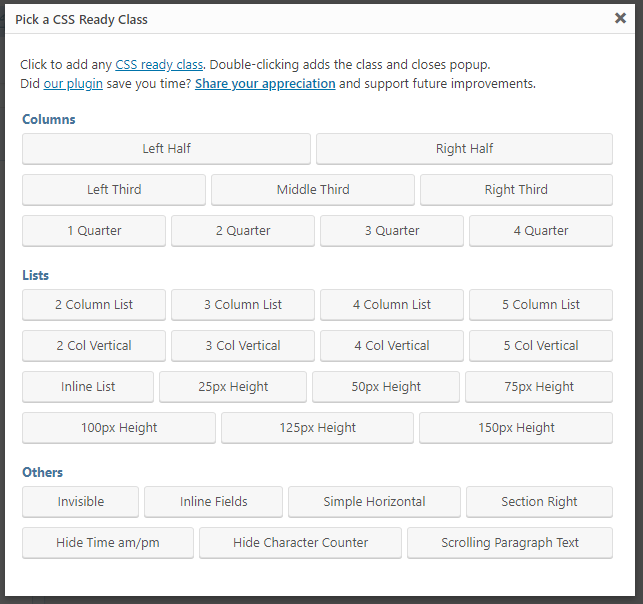 Pick a CSS Ready Class
Click to add any CSS ready class. Double-clicking adds the class and closes popup.
Did our plugin save you time? Share your appreciation and support future improvements.
Columns
Left Half Right Half
Left Third Middle Third Right Third
1 Quarter 2 Quarter 3 Quarter 4 Quarter
Lists
2 Column List 3 Column List 4 Column List 5 Column List
2 Col Vertical 3 Col Vertical 4 Col Vertical 5 Col Vertical
Inline List 25px Height 50px Height 75px Height
100px Height 125px Height 150px Height
Others
Invisible Inline Fields Simple Horizontal Section Right
Hide Time am/pm Hide Character Counter Scrolling Paragraph Text